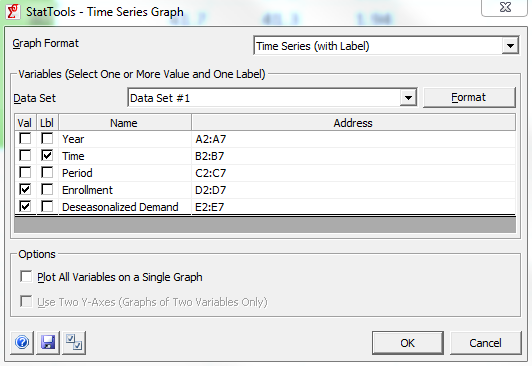 StatTools - Time Series Graph
Graph Format
Time Series (with Label)
Variables (Select One or More Value and One Label)
Data Set
Data Set #1
Format
Val Lbl Name Address
Year A2:A7
Time B2:B7
Period C2:C7
Enrollment D2:D7
Deseasonalized Demand E2:E7
Options
Plot All Variables on a Single Graph
Use Two Y-Axes (Graphs of Two Variables Only)
OK
Cancel